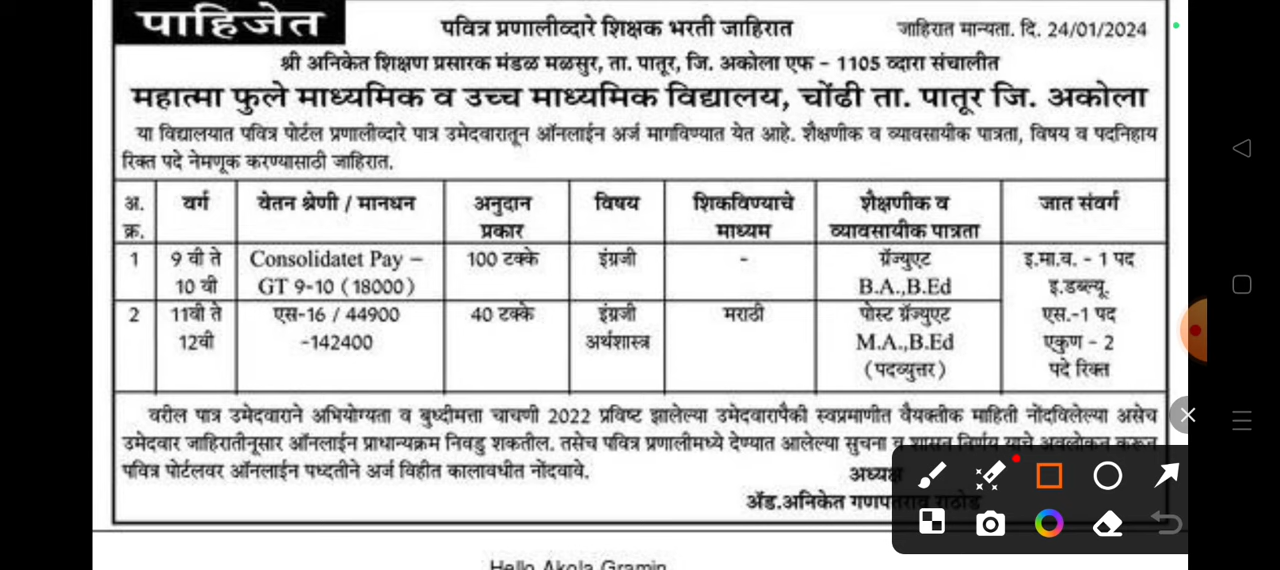 पाहिजेत
पवित्र प्रणालीव्दारे शिक्षक भरती जाहिरात
जाहिरात मान्यता. दि. 24/01/2024
श्री अनिकेत शिक्षण प्रसारक मंडळ मळसुर, ता. पातूर, जि. अकोला एफ - 1105 व्दारा संचालीत
महात्मा फुले माध्यमिक व उच्च माध्यमिक विद्यालय, चोंढी ता. पातूर जि. अकोला
या विद्यालयात पवित्र पोर्टल प्रणालीव्दारे पात्र उमेदवारातून ऑनलाईन अर्ज मागविण्यात येत आहे. शैक्षणीक व व्यावसायीक पात्रता, विषय व पदनिहाय
रिक्त पदे नेमणूक करण्यासाठी जाहिरात.
अ. वर्ग वेतन श्रेणी / मानधन अनुदान विषय शिकविण्याचे शैक्षणीक व जात संवर्ग
क्र. प्रकार माध्यम व्यावसायीक पात्रता
1 9 वी ते Consolidatet Pay – 100 टक्के इंग्रजी - ग्रॅज्युएट इ.मा.व. - 1 पद
10 वी GT 9-10 (18000) B.A.,B.Ed इ.डब्ल्यू.
2 11वी ते एस-16 / 44900 40 टक्के इंग्रजी मराठी पोस्ट ग्रॅज्युएट एस.-1 पद
12वी -142400 अर्थशास्त्र M.A.,B.Ed एकुण - 2
(पदव्युत्तर) पदे रिक्त
वरील पात्र उमेदवाराने अभियोग्यता व बुध्दीमत्ता चाचणी 2022 प्रविष्ट झालेल्या उमेदवारापैकी स्वप्रमाणीत वैयक्तीक माहिती नोंदविलेल्या असेच
उमेदवार जाहिरातीनूसार ऑनलाईन प्राधान्यक्रम निवडु शकतील. तसेच पवित्र प्रणालीमध्ये देण्यात आलेल्या सुचना व शासन निर्णय याचे अवलोकन करून
पवित्र पोर्टलवर ऑनलाईन पध्दतीने अर्ज विहीत कालावधीत नोंदवावे.
अध्यक्ष
ॲड.अनिकेत गणपतराव राठोड
Hello Akola Gramin